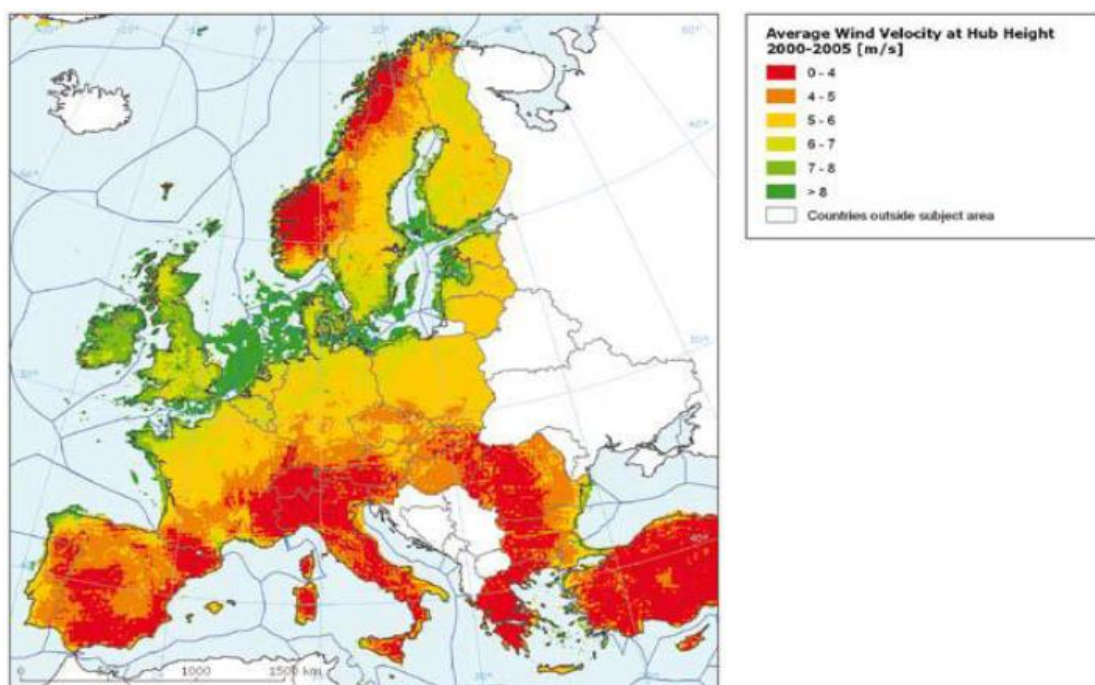 Average Wind Velocity at Hub Height
2000-2005 [m/s]
0 - 4
4 - 5
5 - 6
6 - 7
7 - 8
> 8
Countries outside subject area
0
1000
1500 km